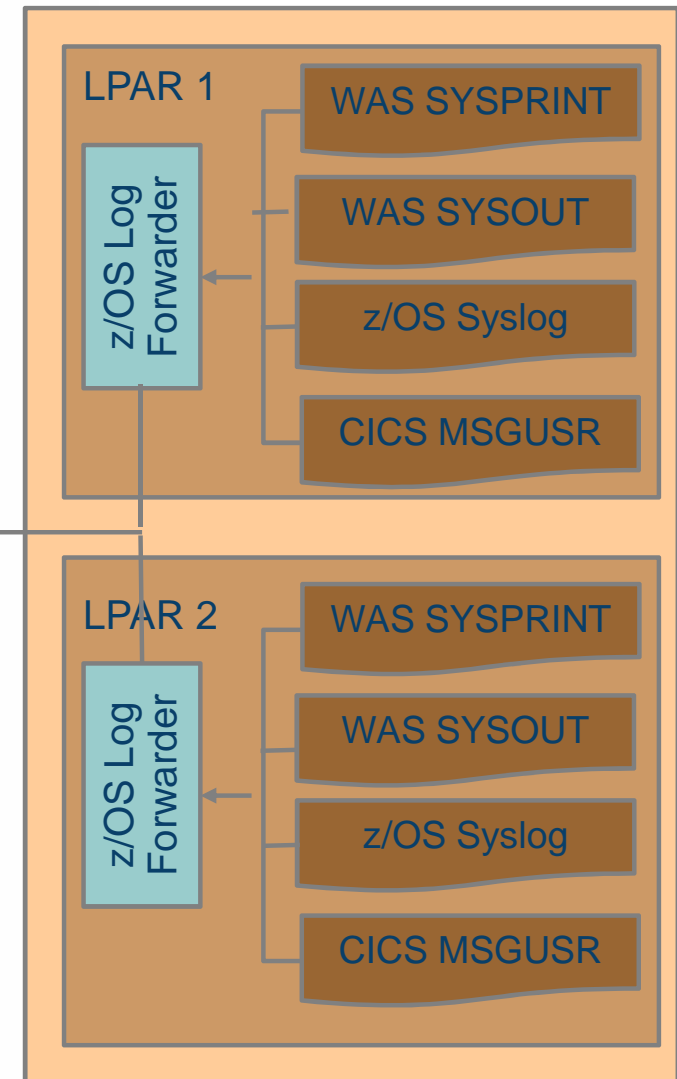 LPAR 1
z/OS Log
Forwarder
WAS SYSPRINT
WAS SYSOUT
z/OS Syslog
CICS MSGUSR
LPAR 2
z/OS Log
Forwarder
WAS SYSPRINT
WAS SYSOUT
z/OS Syslog
CICS MSGUSR